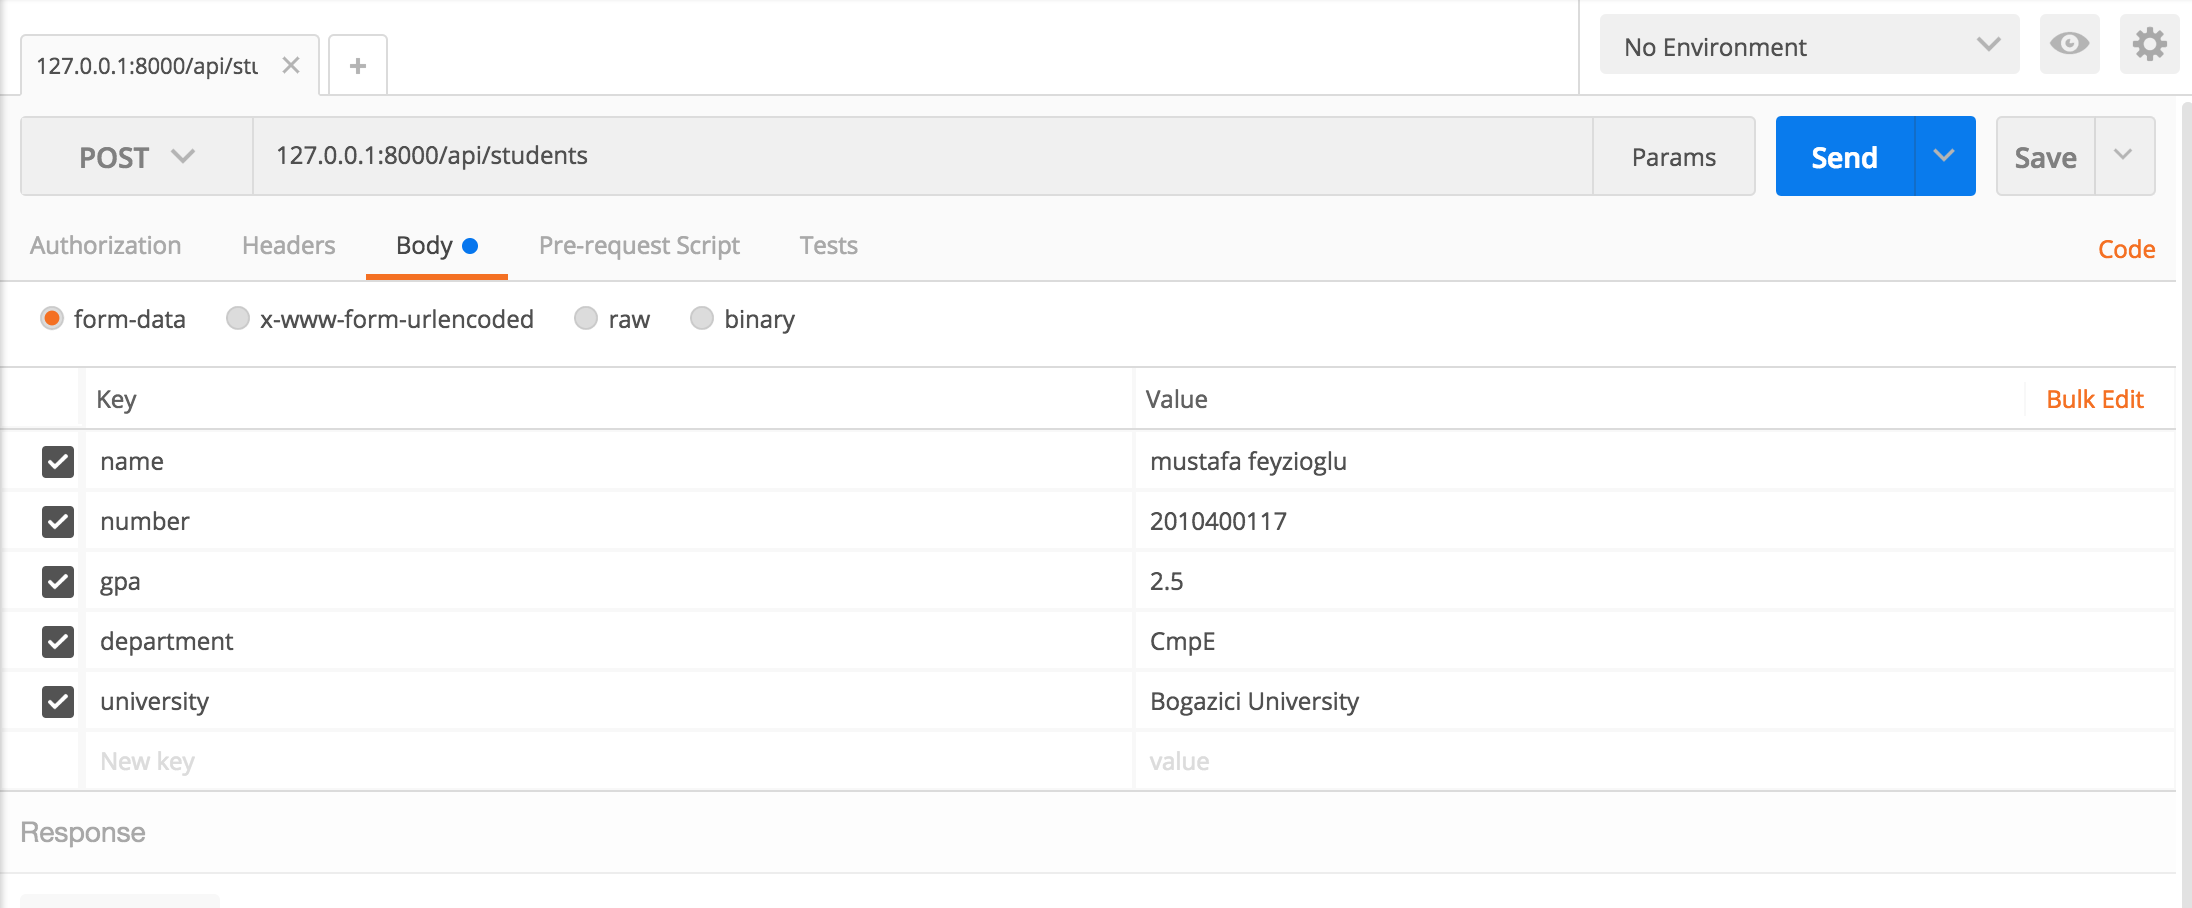 127.0.0.1:8000/api/stu
No Environment
POST 127.0.0.1:8000/api/students Params Send Save
Authorization Headers Body Pre-request Script Tests Code
form-data x-www-form-urlencoded raw binary
Key Value Bulk Edit
name mustafa feyzioglu
number 2010400117
gpa 2.5
department CmpE
university Bogazici University
New key value
Response